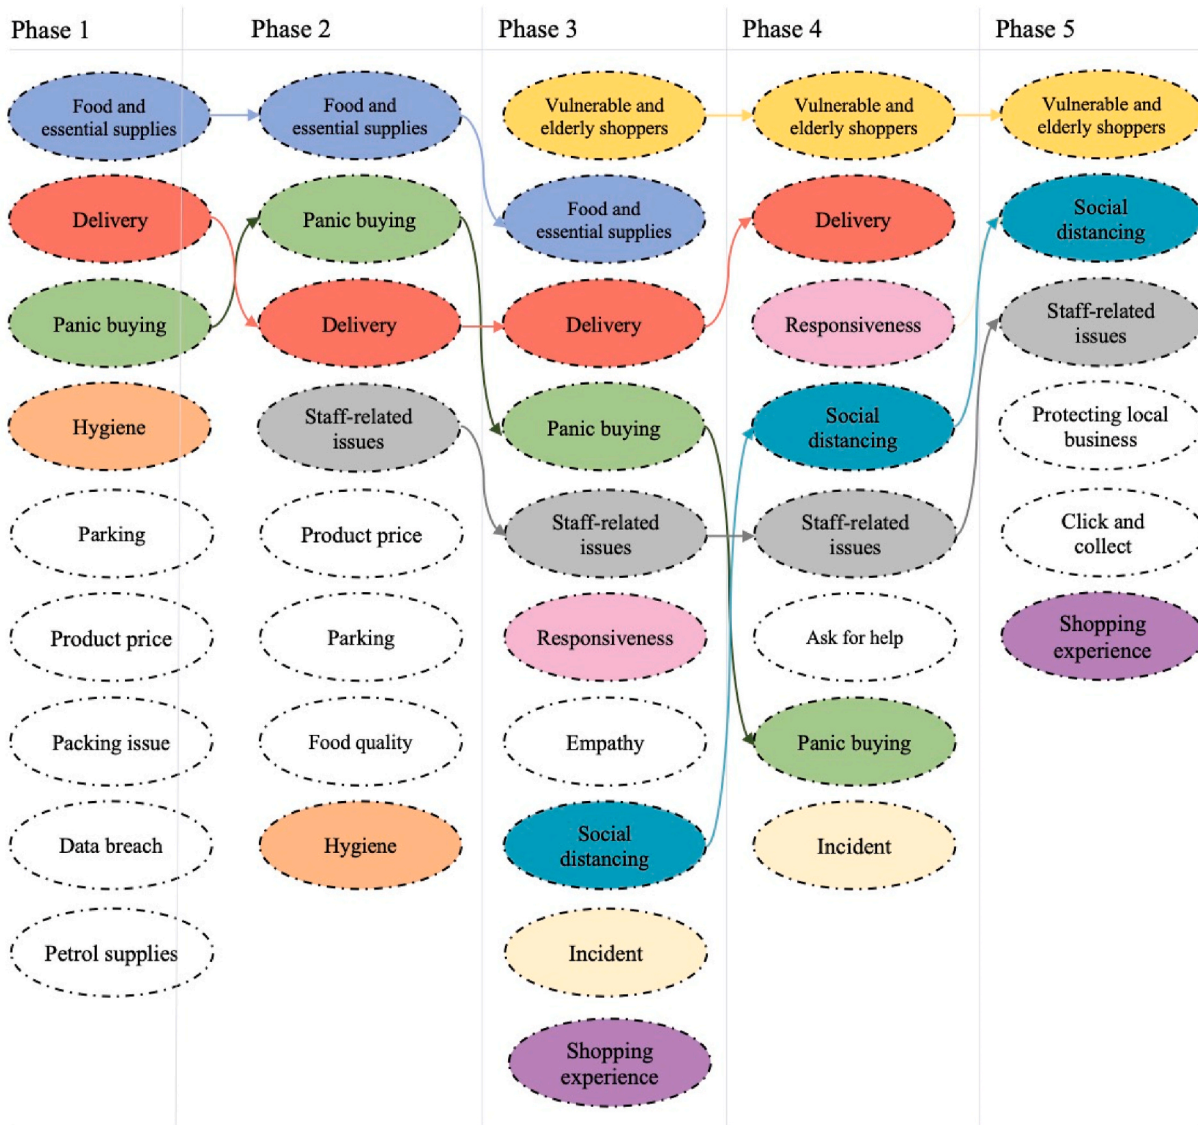 Phase 1
Phase 2
Phase 3
Phase 4
Phase 5
Food and
essential supplies
Delivery
Panic buying
Hygiene
Parking
Product price
Packing issue
Data breach
Petrol supplies
Food and
essential supplies
Panic buying
Delivery
Staff-related
issues
Product price
Parking
Food quality
Hygiene
Vulnerable and
elderly shoppers
Food and
essential supplies
Delivery
Panic buying
Staff-related
issues
Responsiveness
Empathy
Social
distancing
Incident
Shopping
experience
Vulnerable and
elderly shoppers
Delivery
Responsiveness
Social
distancing
Staff-related
issues
Ask for help
Panic buying
Incident
Vulnerable and
elderly shoppers
Social
distancing
Staff-related
issues
Protecting local
business
Click and
collect
Shopping
experience